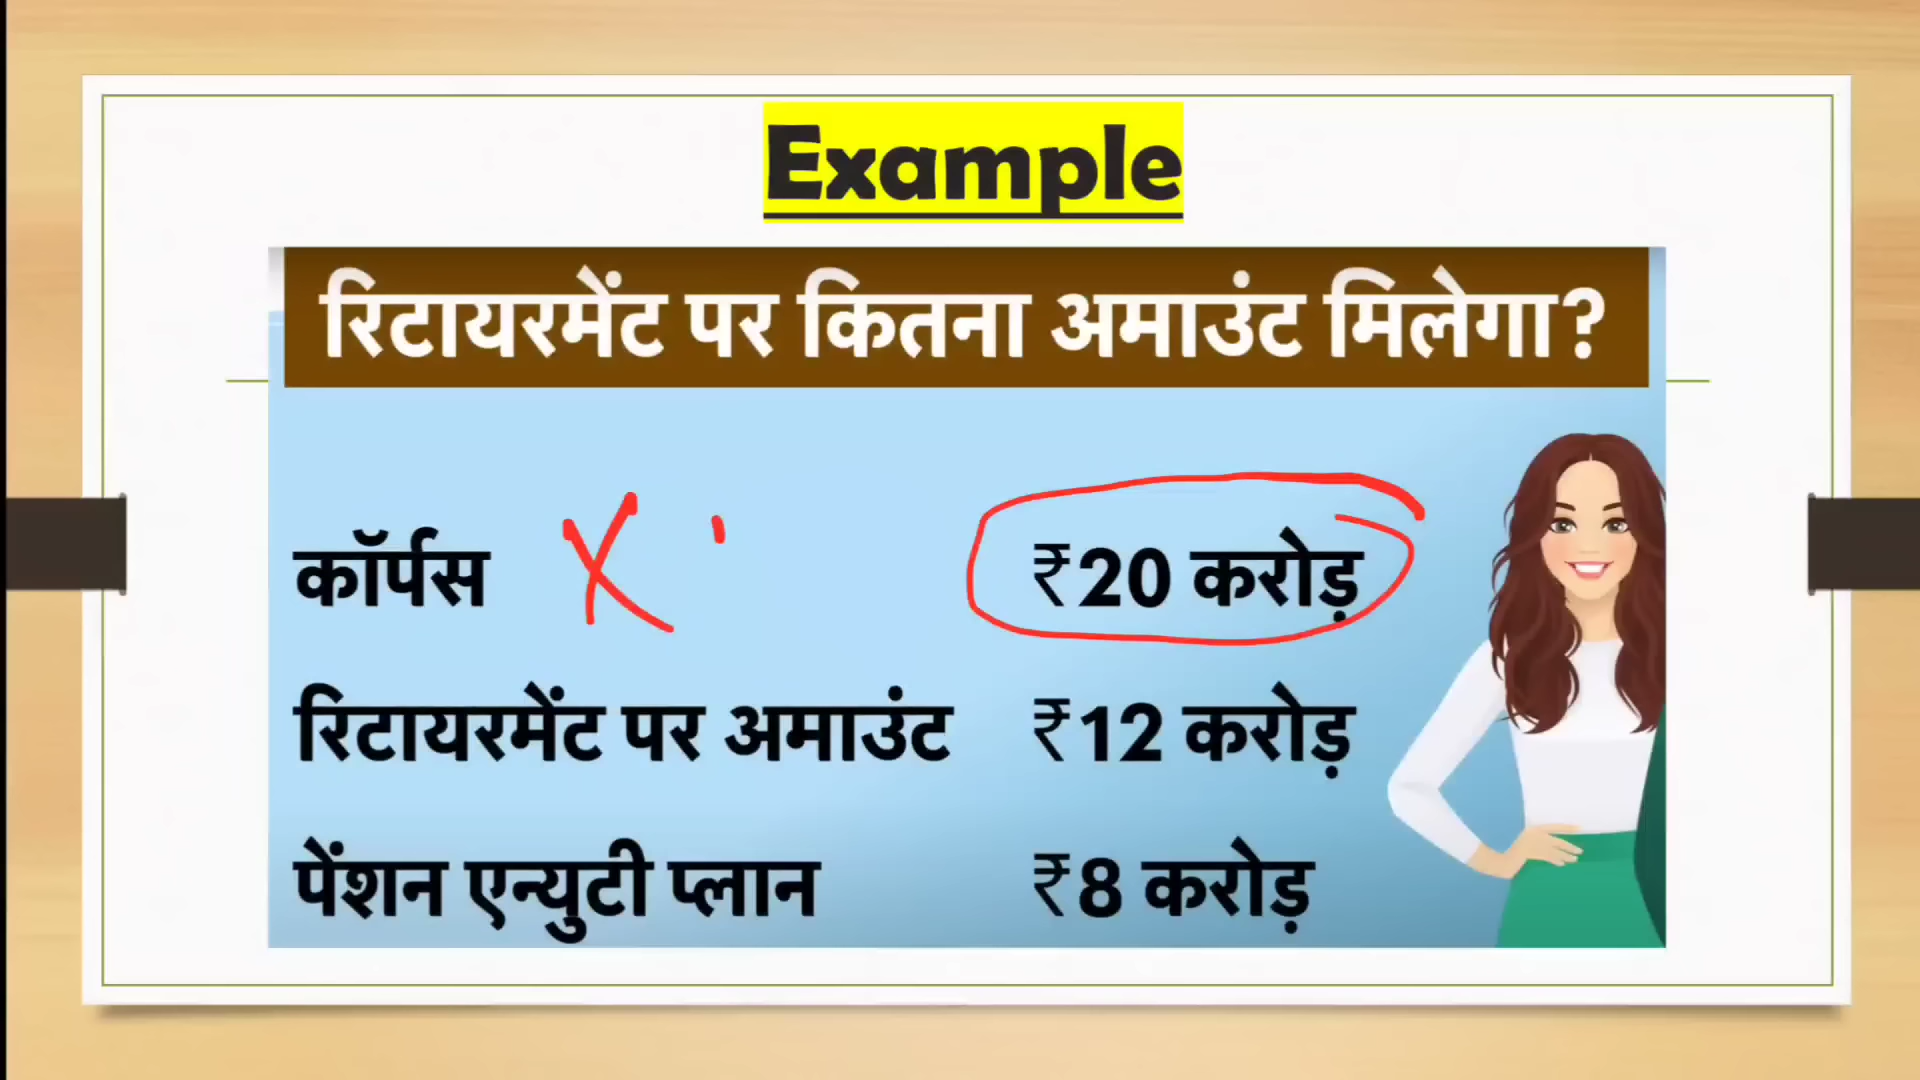 Example
रिटायरमेंट पर कितना अमाउंट मिलेगा?
कॉर्पस ₹20 करोड़
रिटायरमेंट पर अमाउंट ₹12 करोड़
पेंशन एन्युटी प्लान ₹8 करोड़